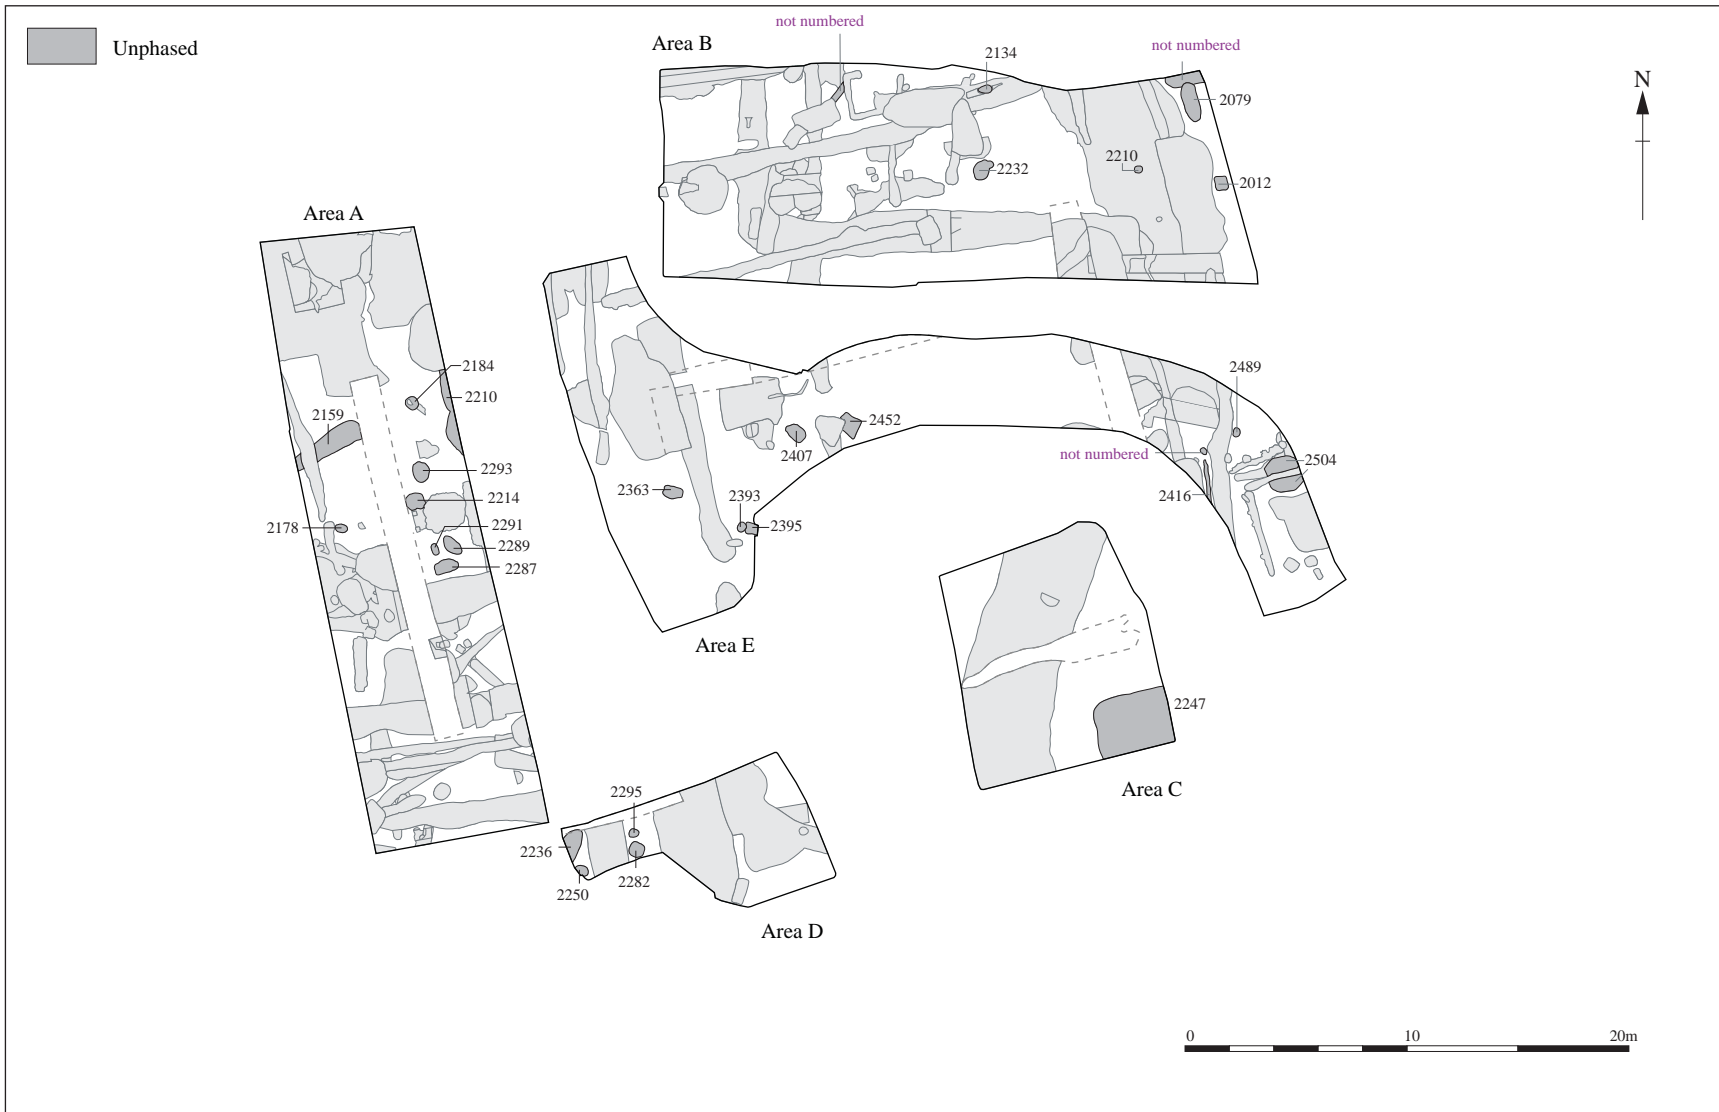 not numbered
Unphased
Area B
not numbered
2134
N
2079
2210
2232
2012
Area A
2184
2489
2210
2159
2452
2407
not numbered
2504
2293
2363
2393
2416
2214
2178
2291
2395
2289
2287
Area E
2247
Area C
2295
2236
2282
2250
Area D
0 10 20m